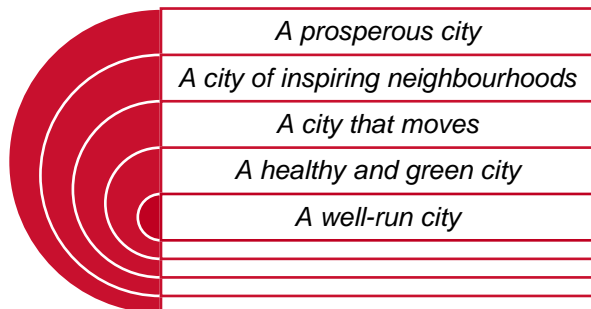 A prosperous city
A city of inspiring neighbourhoods
A city that moves
A healthy and green city
A well-run city